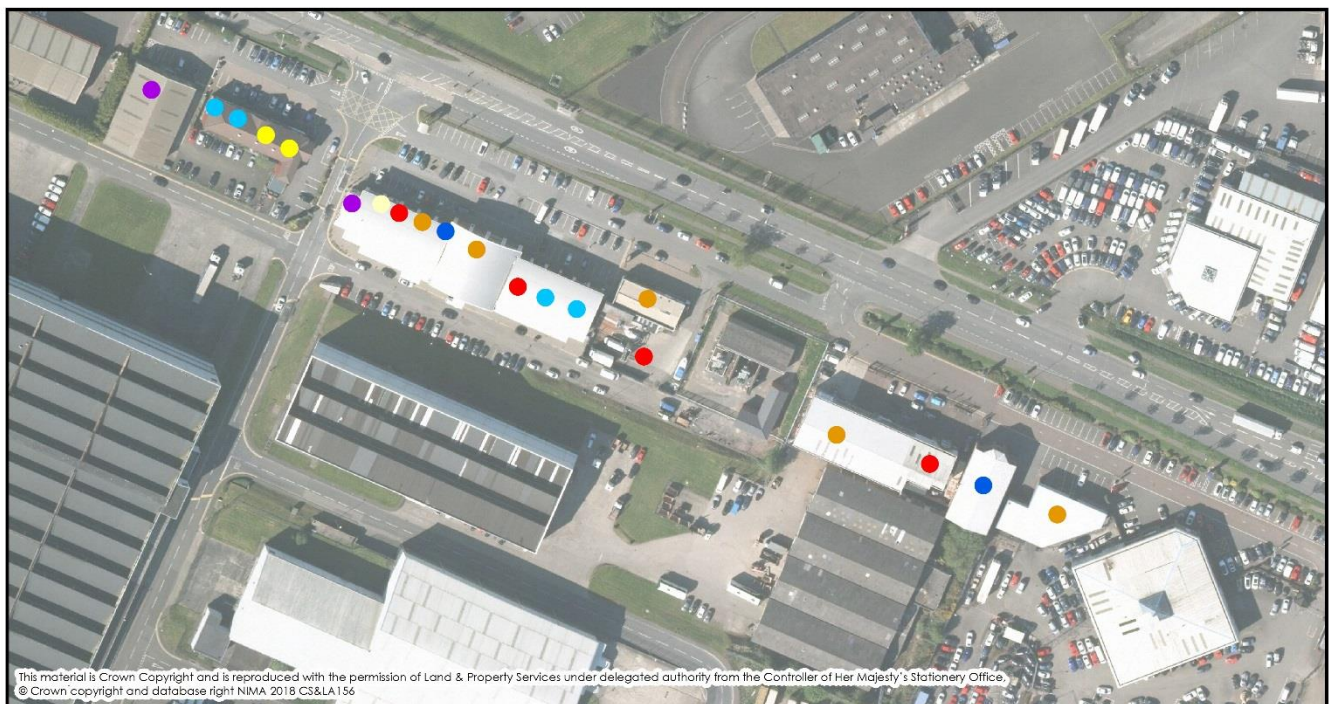 This material is Crown Copyright and is reproduced with the permission of Land & Property Services under delegated authority from the Controller of Her Majesty's Stationery Office,
© Crown copyright and database right NIMA 2018 CS&LA156